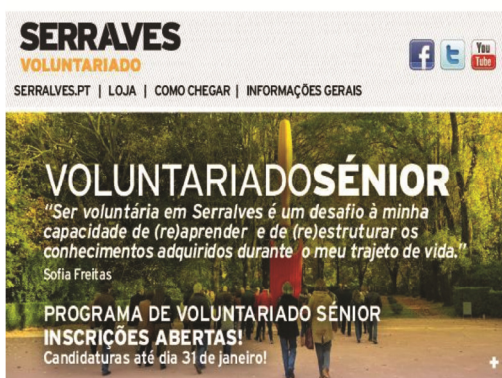 SERRALVES
VOLUNTARIADO
You
Tube
SERRALVES.PT | LOJA | COMO CHEGAR | INFORMAÇÕES GERAIS
VOLUNTARIADOSÉNIOR
“Ser voluntária em Serralves é um desafio à minha
capacidade de (re)aprender e de (re)estruturar os
conhecimentos adquiridos durante o meu trajeto de vida.”
Sofia Freitas
PROGRAMA DE VOLUNTARIADO SÉNIOR
INSCRIÇÕES ABERTAS!
Candidaturas até dia 31 de janeiro!